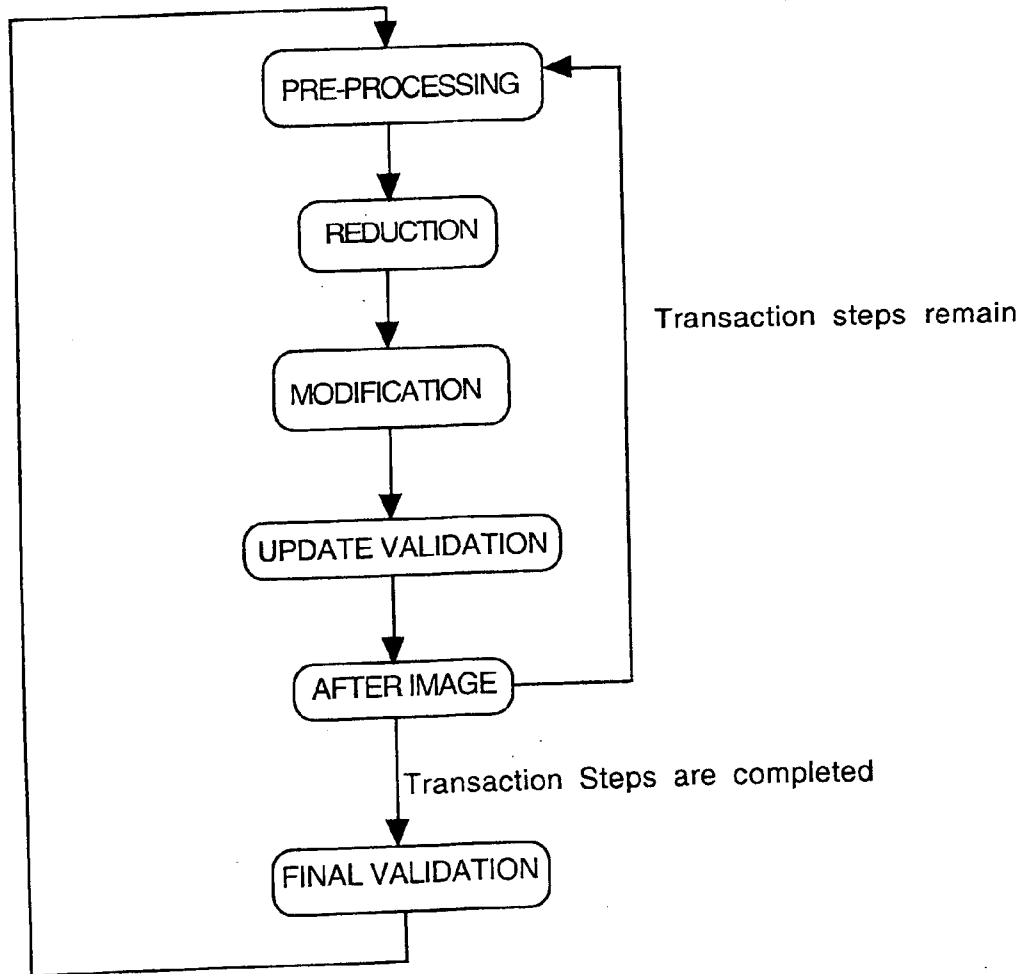 PRE-PROCESSING
REDUCTION
Transaction steps remain
MODIFICATION
UPDATE VALIDATION
AFTER IMAGE
Transaction Steps are completed
FINAL VALIDATION